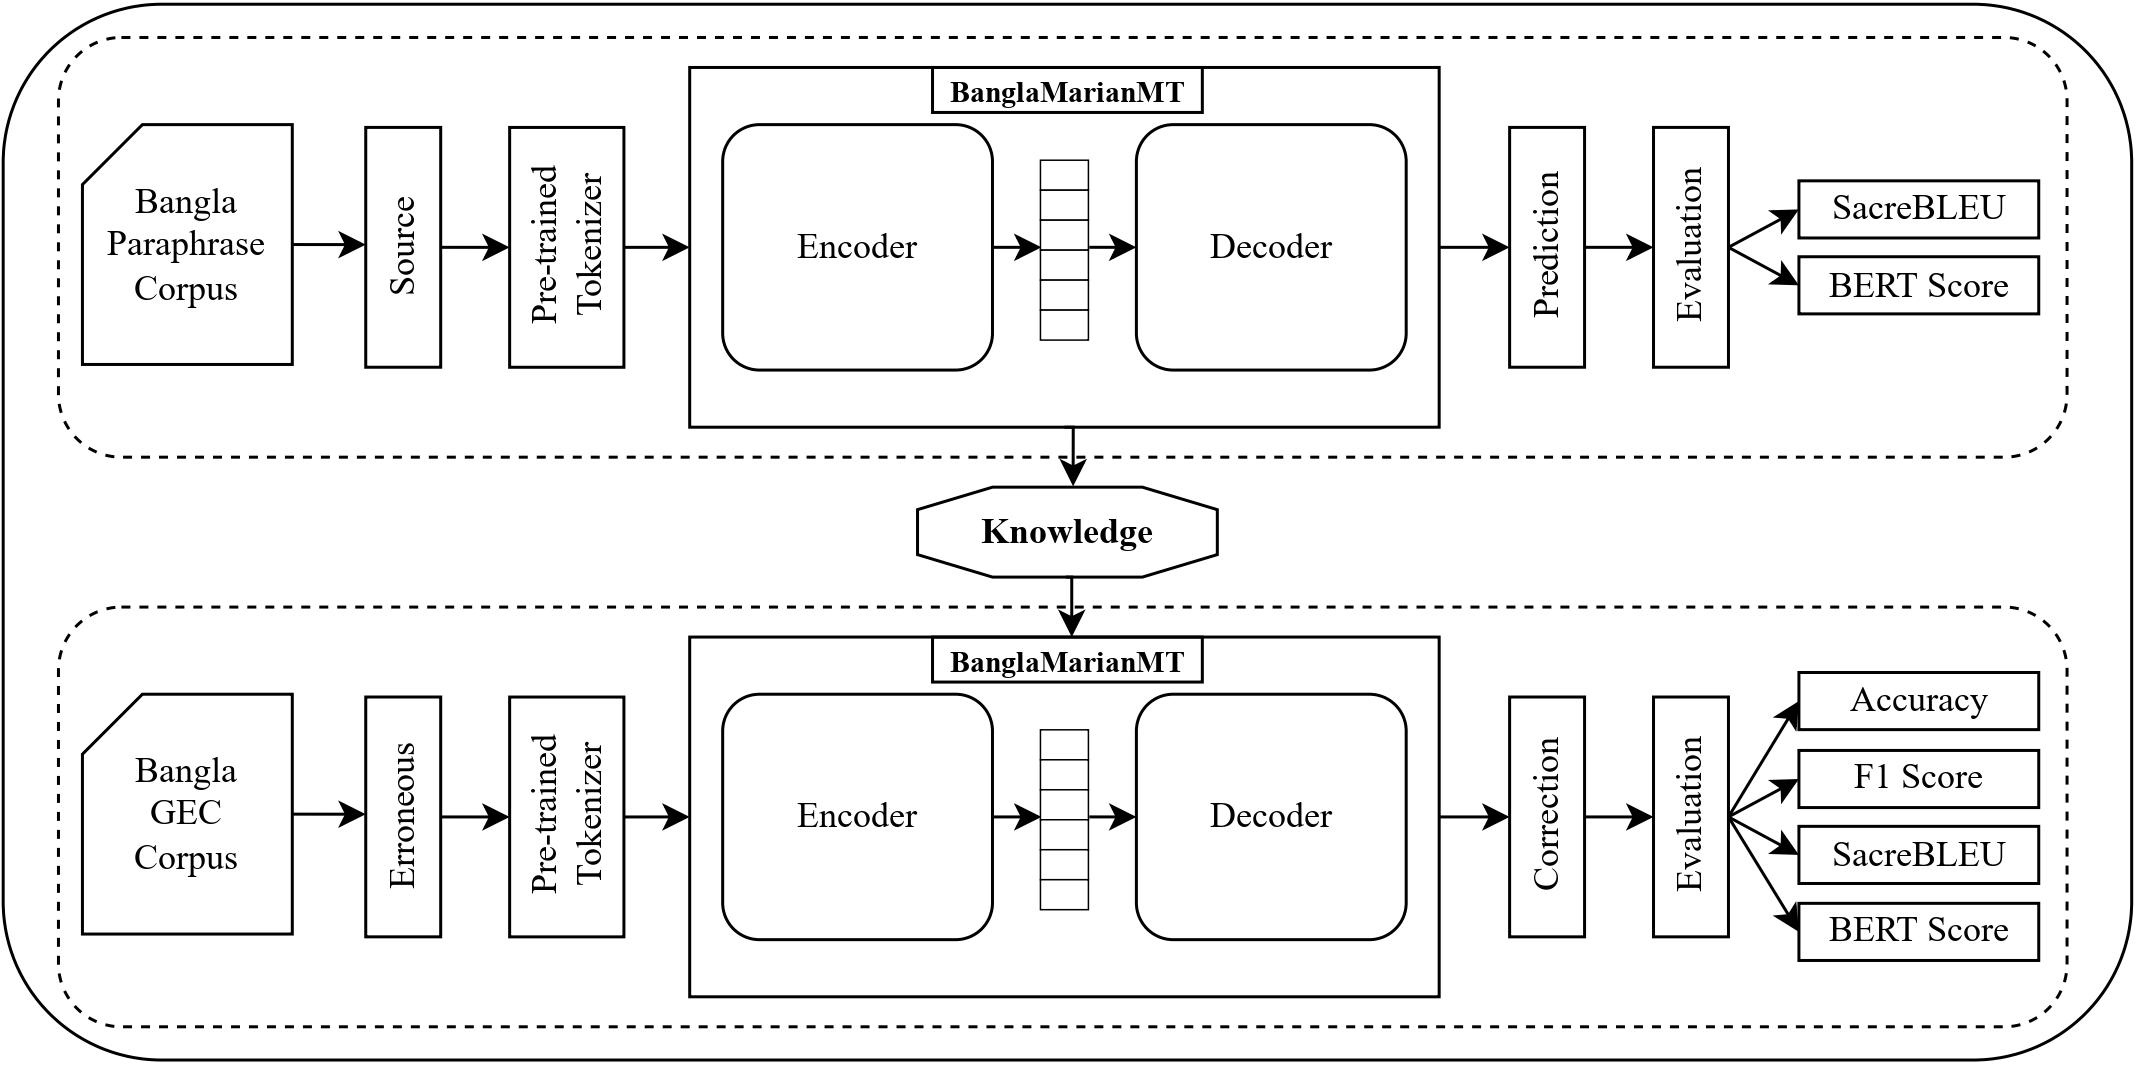 BanglaMarianMT
Bangla
Paraphrase
Corpus
Source
Pre-trained
Tokenizer
Encoder
Decoder
Prediction
Evaluation
SacreBLEU
BERT Score
Knowledge
BanglaMarianMT
Bangla
GEC
Corpus
Erroneous
Pre-trained
Tokenizer
Encoder
Decoder
Correction
Evaluation
Accuracy
F1 Score
SacreBLEU
BERT Score